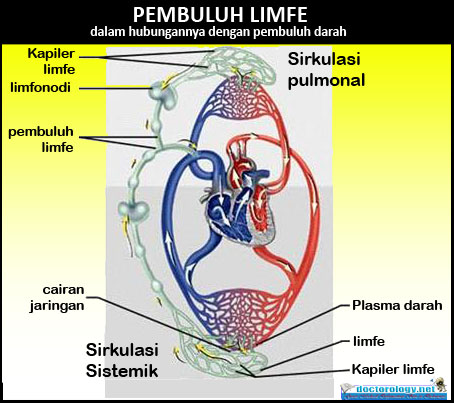 PEMBULUH LIMFE
dalam hubungannya dengan pembuluh darah
Kapiler
limfe
Sirkulasi
pulmonal
limfonodi
pembuluh
limfe
cairan
jaringan
Plasma darah
limfe
Sirkulasi
Sistemik
Kapiler limfe
doctorology.net